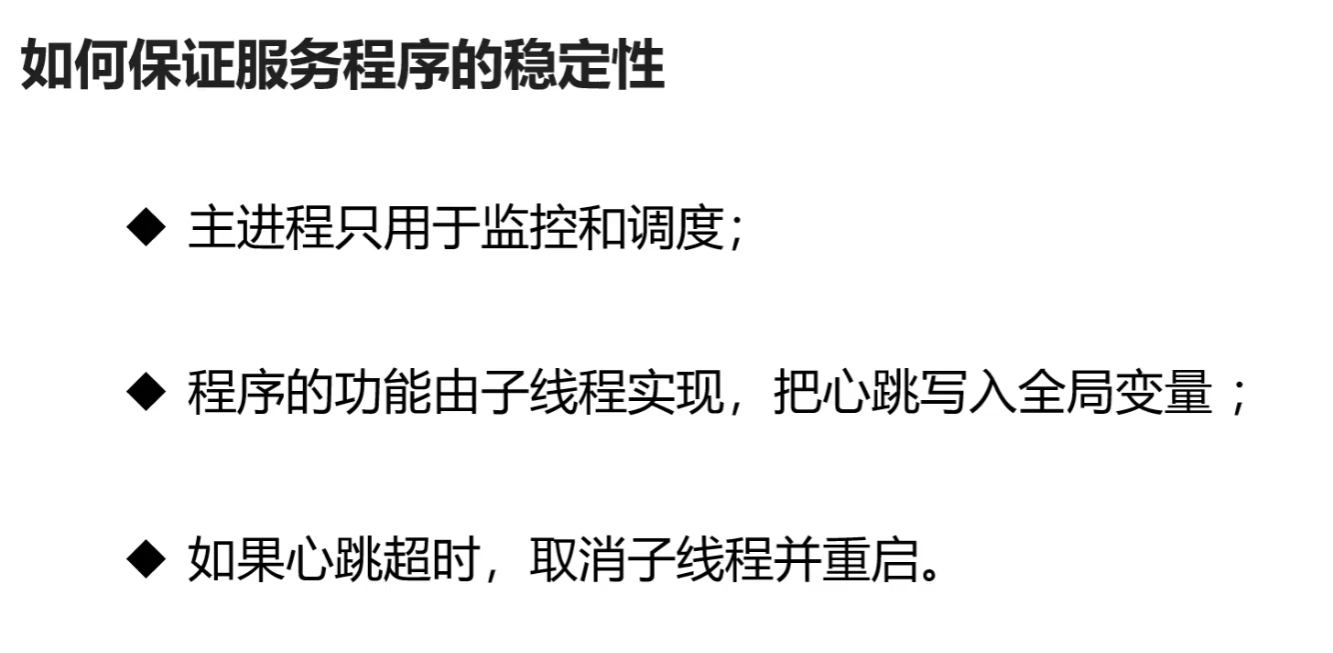 如何保证服务程序的稳定性
◆ 主进程只用于监控和调度；
◆ 程序的功能由子线程实现，把心跳写入全局变量 ；
◆ 如果心跳超时，取消子线程并重启。